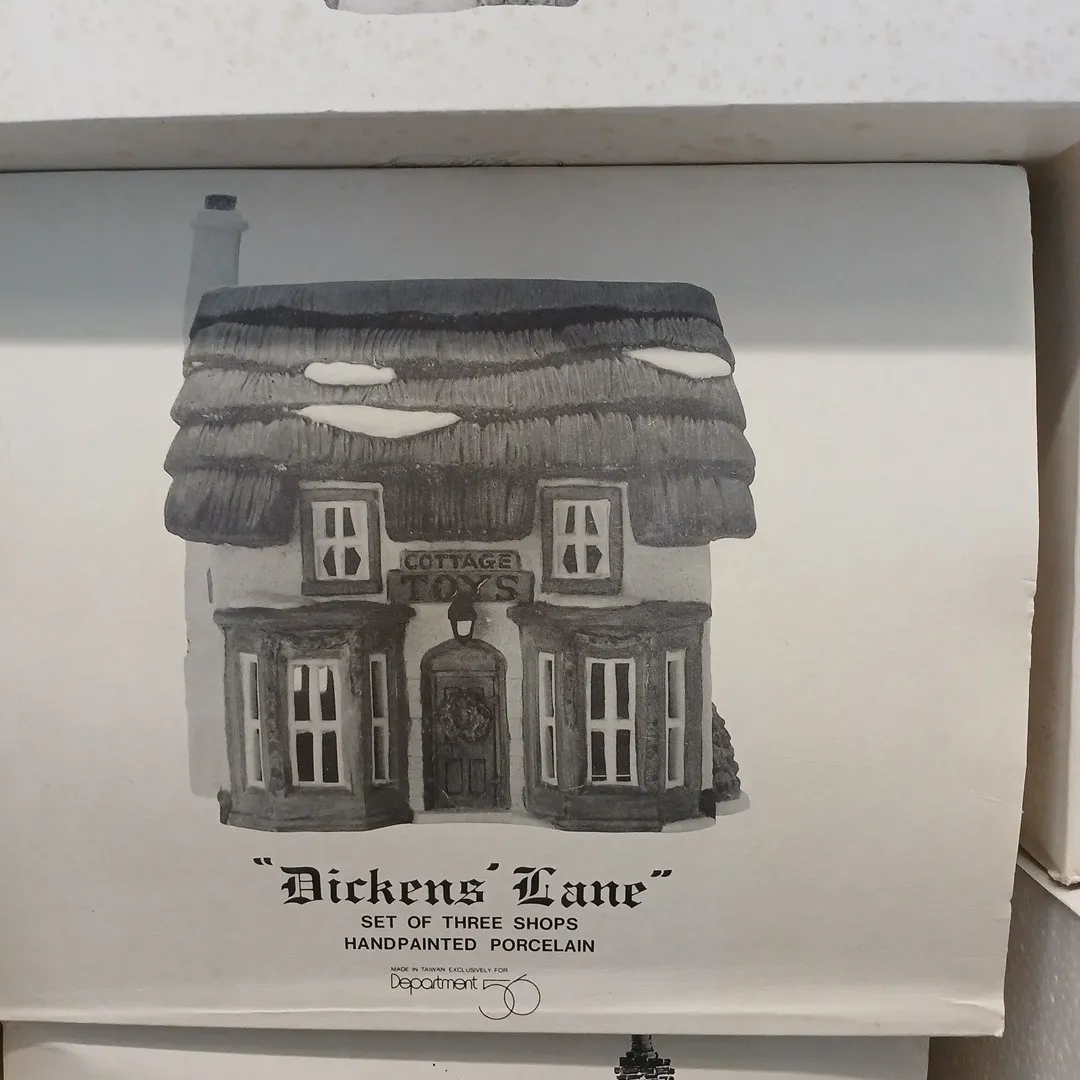 COTTAGE
TOYS
"Dickens' Lane"
SET OF THREE SHOPS
HANDPAINTED PORCELAIN
MADE IN TAIWAN EXCLUSIVELY FOR
Department 56